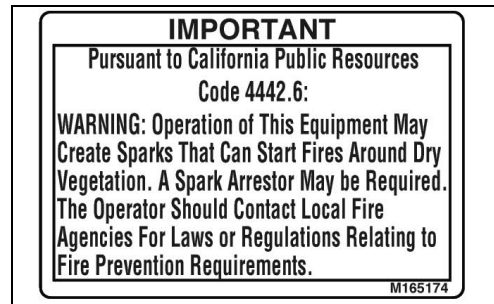 IMPORTANT
Pursuant to California Public Resources
Code 4442.6:
WARNING: Operation of This Equipment May
Create Sparks That Can Start Fires Around Dry
Vegetation. A Spark Arrestor May be Required.
The Operator Should Contact Local Fire
Agencies For Laws or Regulations Relating to
Fire Prevention Requirements.
M165174